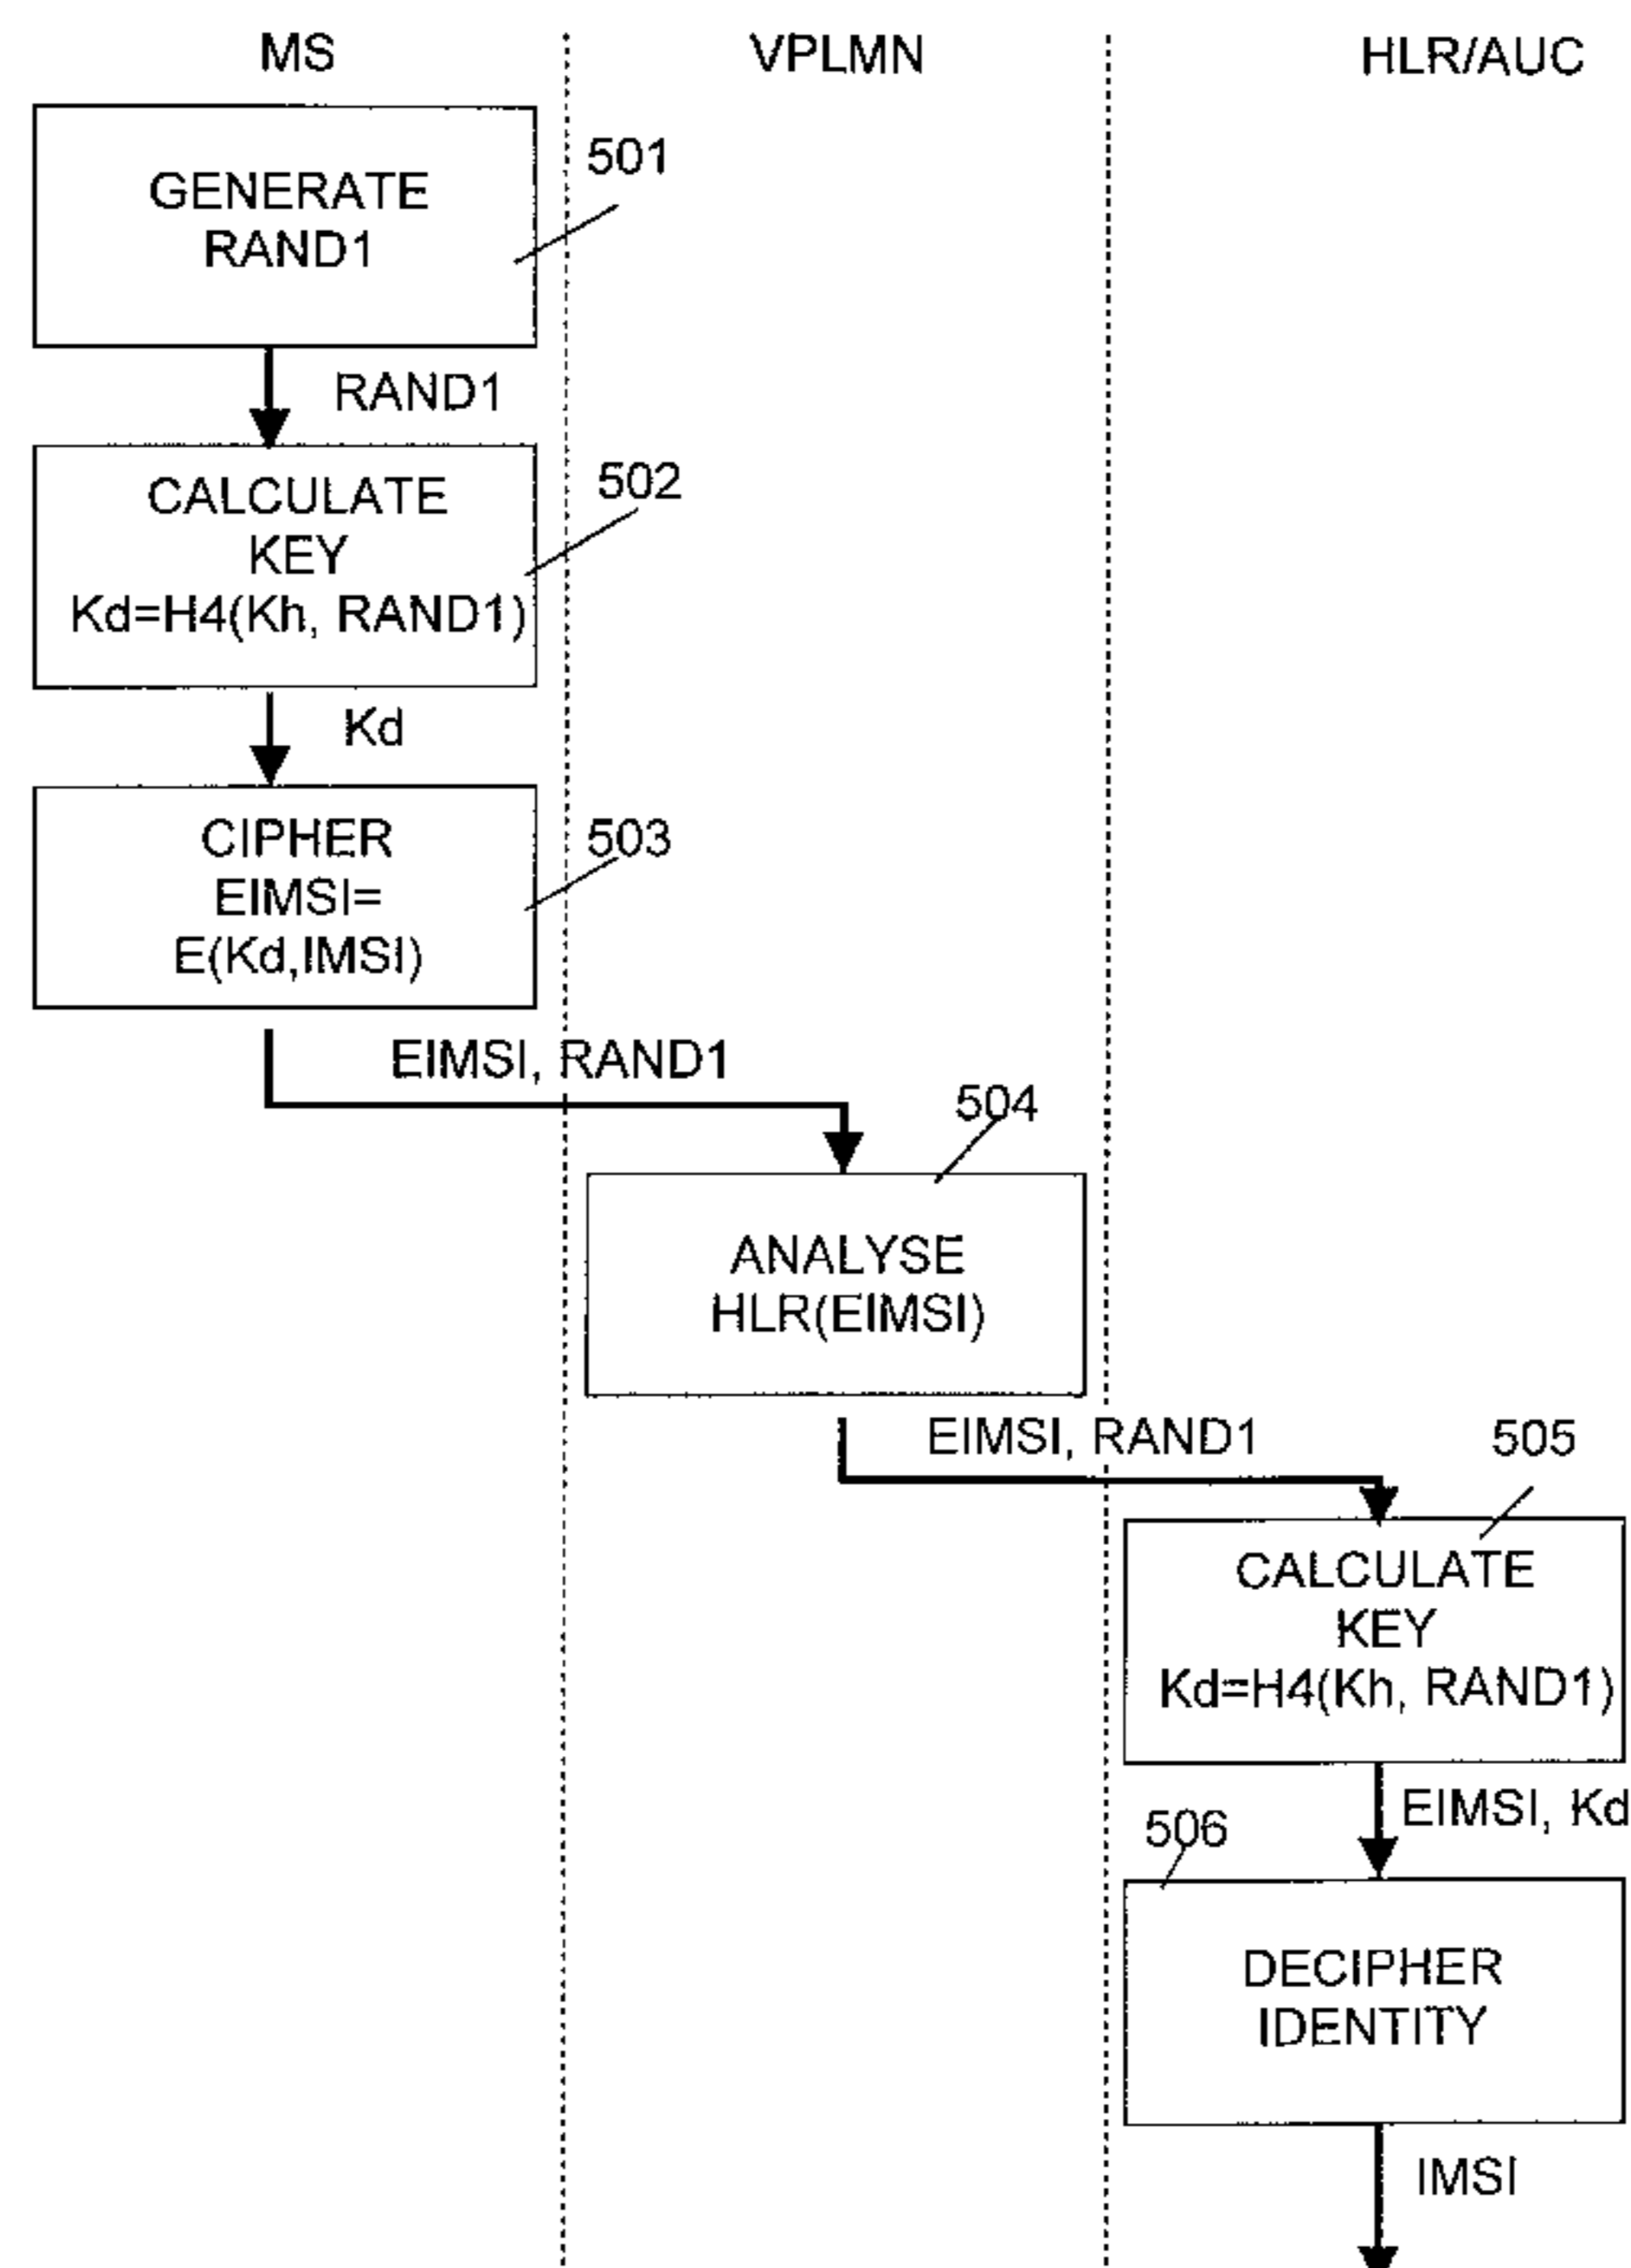 MS
VPLMN
HLR/AUC
501
GENERATE
RAND1
RAND1
502
CALCULATE
KEY
Kd=H4(Kh, RAND1)
Kd
503
CIPHER
EIMSI=
E(Kd,IMSI)
EIMSI, RAND1
504
ANALYSE
HLR(EIMSI)
EIMSI, RAND1
505
CALCULATE
KEY
Kd=H4(Kh, RAND1)
EIMSI, Kd
506
DECIPHER
IDENTITY
IMSI